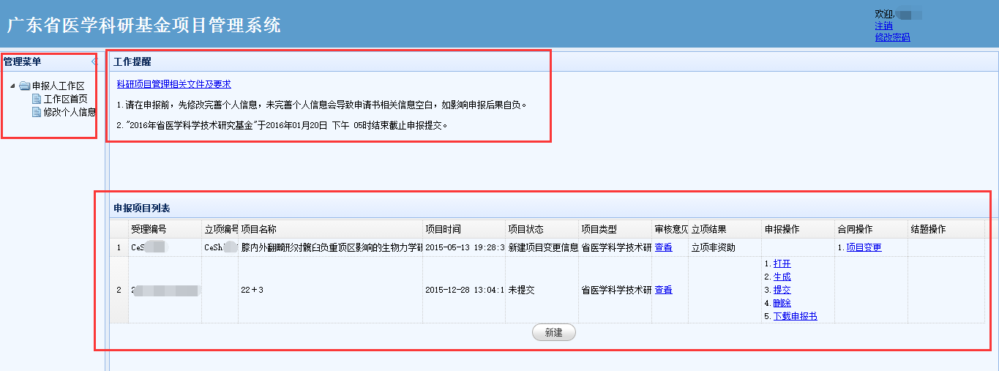 广东省医学科研基金项目管理系统
欢迎,
注销
修改密码
管理菜单
申报人工作区
工作区首页
修改个人信息
工作提醒
科研项目管理相关文件及要求
1.请在申报前，先修改完善个人信息，未完善个人信息会导致申请书相关信息空白，如影响申报后果自负。
2."2016年省医学科学技术研究基金"于2016年01月20日 下午 05时结束截止申报提交。
申报项目列表
受理编号 立项编号 项目名称 项目时间 项目状态 项目类型 审核意见 立项结果 申报操作 合同操作 结题操作
1 CeS CeSh 膝内外翻畸形对髋臼负重顶区影响的生物力学研 2015-05-13 19:28:3 新建项目变更信息 省医学科学技术研 查看 立项非资助 1.项目变更
2 22＋3 2015-12-28 13:04:1 未提交 省医学科学技术研 查看
1.打开
2.生成
3.提交
4.删除
5.下载申报书
新建